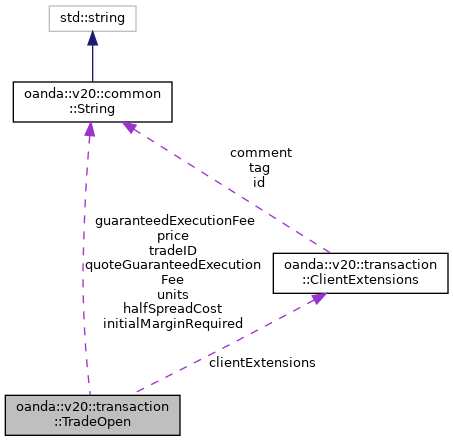 std::string
oanda::v20::common
::String
comment
tag
id
guaranteedExecutionFee
price
tradeID
quoteGuaranteedExecution
Fee
units
halfSpreadCost
initialMarginRequired
oanda::v20::transaction
::ClientExtensions
clientExtensions
oanda::v20::transaction
::TradeOpen